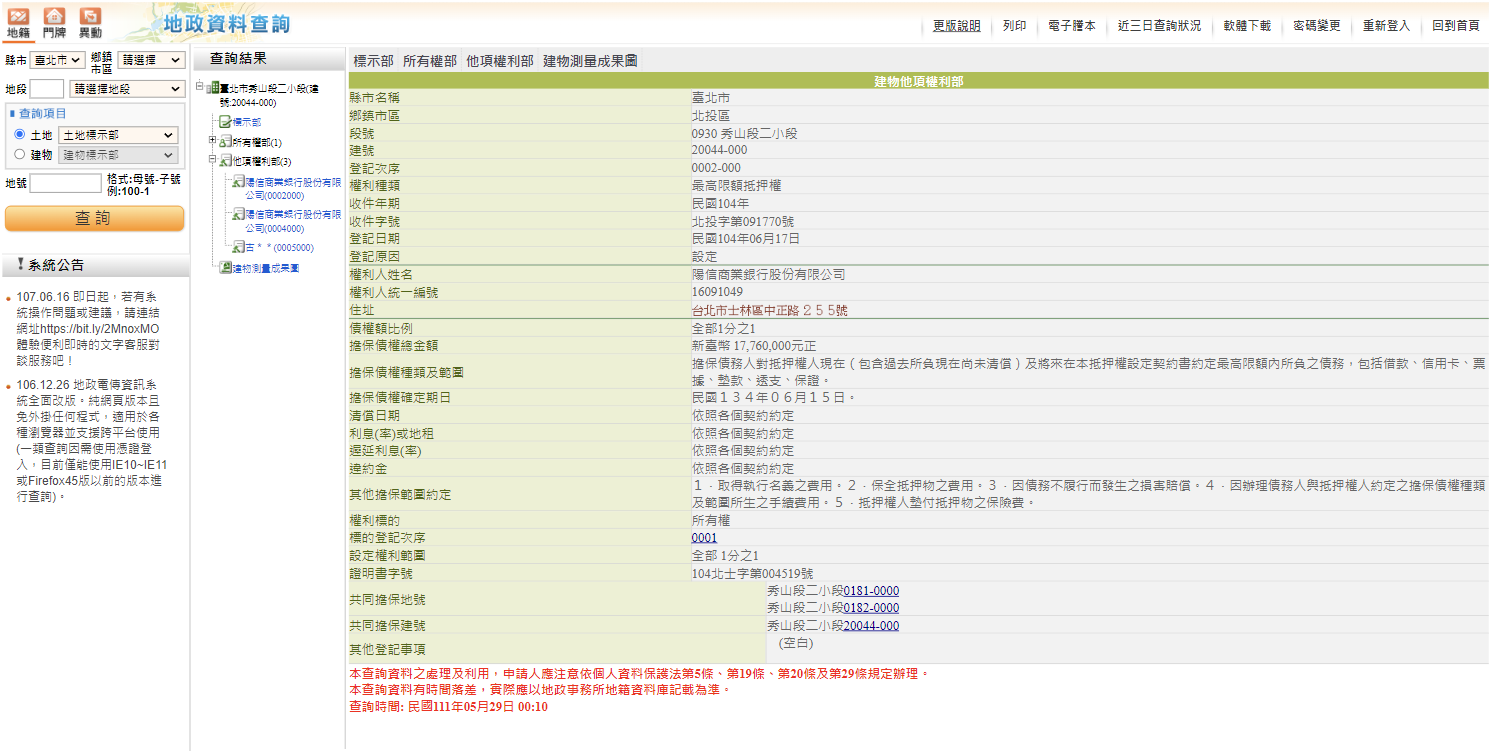 地籍 門牌 異動
地政資料查詢
更版說明 列印 電子謄本 近三日查詢狀況 軟體下載 密碼變更 重新登入 回到首頁
縣市 臺北市 鄉鎮市區 請選擇
地段 請選擇地段
查詢項目
土地 土地標示部
建物 建物標示部
地號 格式:母號-子號
例:100-1
查詢
系統公告
107.06.16 即日起，若有系
統操作問題或建議，請連結
網址https://bit.ly/2MnoxMO
體驗便利即時的文字客服對
談服務吧！
106.12.26 地政電傳資訊系
統全面改版。純網頁版本且
免外掛任何程式，適用於各
種瀏覽器並支援跨平台使用
(一類查詢因需使用憑證登
入，目前僅能使用IE10~IE11
或Firefox45版以前的版本進
行查詢)。
查詢結果
臺北市秀山段二小段(建
號:20044-000)
標示部
所有權部(1)
他項權利部(3)
陽信商業銀行股份有限
公司(0002000)
陽信商業銀行股份有限
公司(0004000)
古＊＊(0005000)
建物測量成果圖
標示部 所有權部 他項權利部 建物測量成果圖
建物他項權利部
縣市名稱 臺北市
鄉鎮市區 北投區
段號 0930 秀山段二小段
建號 20044-000
登記次序 0002-000
權利種類 最高限額抵押權
收件年期 民國104年
收件字號 北投字第091770號
登記日期 民國104年06月17日
登記原因 設定
權利人姓名 陽信商業銀行股份有限公司
權利人統一編號 16091049
住址 台北市士林區中正路２５５號
債權額比例 全部1分之1
擔保債權總金額 新臺幣 17,760,000元正
擔保債權種類及範圍 擔保債務人對抵押權人現在（包含過去所負現在尚未清償）及將來在本抵押權設定契約書約定最高限額內所負之債務，包括借款、信用卡、票
據、墊款、透支、保證。
擔保債權確定期日 民國１３４年０６月１５日。
清償日期 依照各個契約約定
利息(率)或地租 依照各個契約約定
遲延利息(率) 依照各個契約約定
違約金 依照各個契約約定
其他擔保範圍約定 １．取得執行名義之費用。２．保全抵押物之費用。３．因債務不履行而發生之損害賠償。４．因辦理債務人與抵押權人約定之擔保債權種類
及範圍所生之手續費用。５．抵押權人墊付抵押物之保險費。
權利標的 所有權
標的登記次序 0001
設定權利範圍 全部 1分之1
證明書字號 104北士字第004519號
共同擔保地號 秀山段二小段0181-0000
秀山段二小段0182-0000
共同擔保建號 秀山段二小段20044-000
其他登記事項 (空白)
本查詢資料之處理及利用，申請人應注意依個人資料保護法第5條、第19條、第20條及第29條規定辦理。
本查詢資料有時間落差，實際應以地政事務所地籍資料庫記載為準。
查詢時間: 民國111年05月29日 00:10